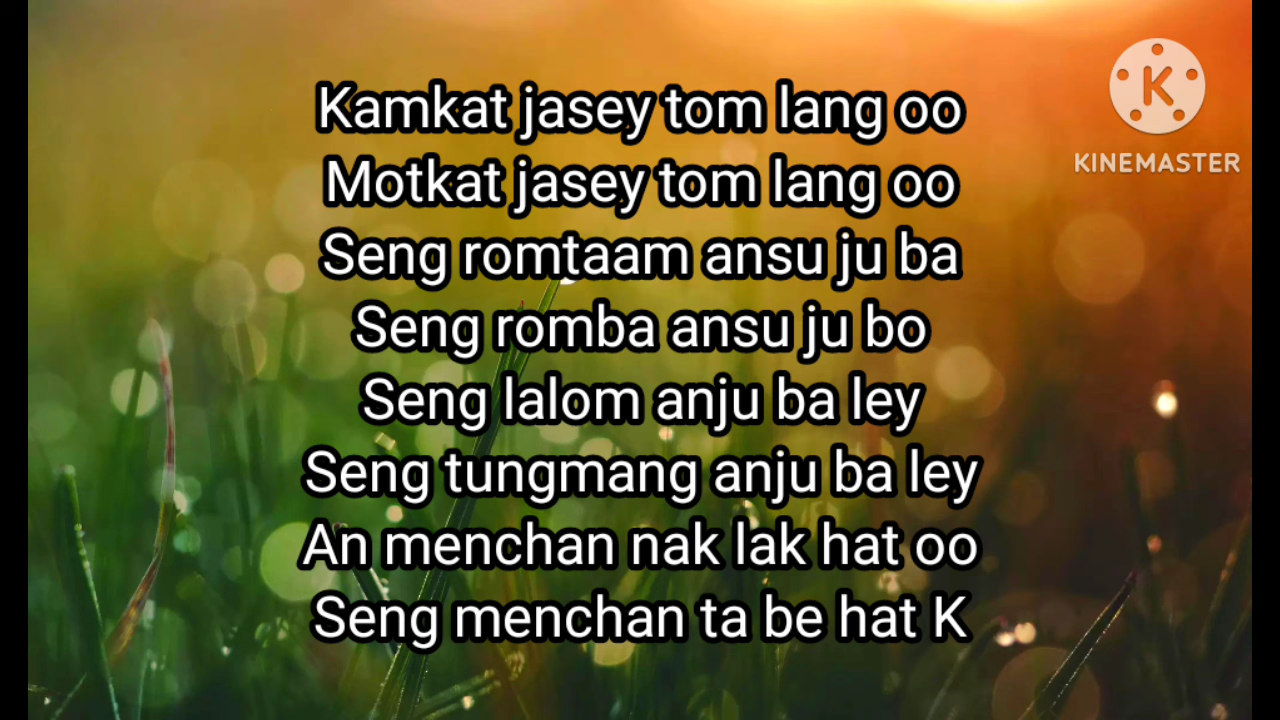 Kamkat jasey tom lang oo
Motkat jasey tom lang oo
Seng romtaam ansu ju ba
Seng romba ansu ju bo
Seng lalom anju ba ley
Seng tungmang anju ba ley
An menchan nak lak hat oo
Seng menchan ta be hat K
K
KINEMASTER